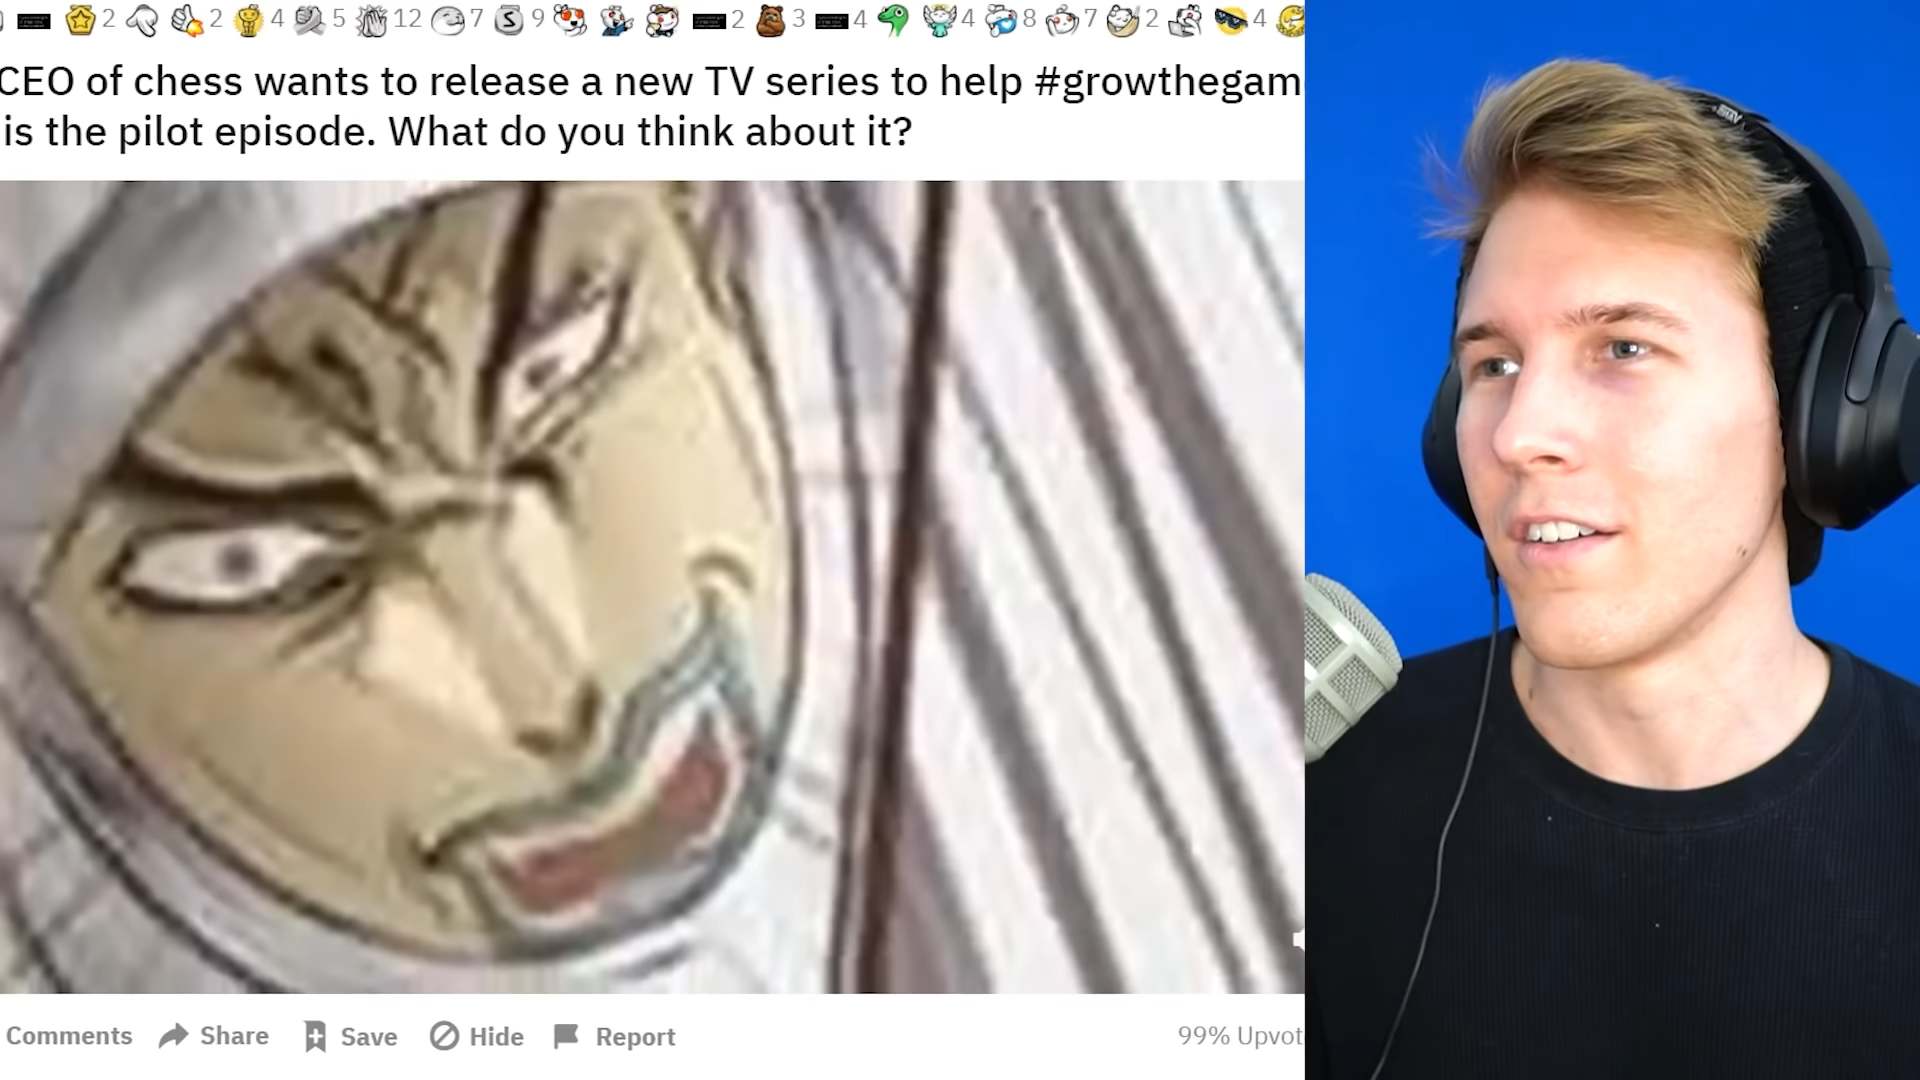 2 2 4 5 12 7 S 9 2 3 4 4 8 7 2 4
CEO of chess wants to release a new TV series to help #growthegam
is the pilot episode. What do you think about it?
Comments Share Save Hide Report 99% Upvot